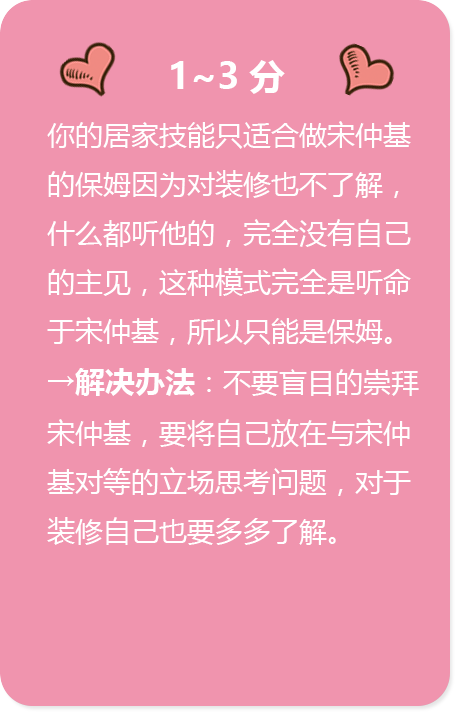 1~3 分
你的居家技能只适合做宋仲基
的保姆因为对装修也不了解，
什么都听他的，完全没有自己
的主见，这种模式完全是听命
于宋仲基，所以只能是保姆。
→解决办法：不要盲目的崇拜
宋仲基，要将自己放在与宋仲
基对等的立场思考问题，对于
装修自己也要多多了解。